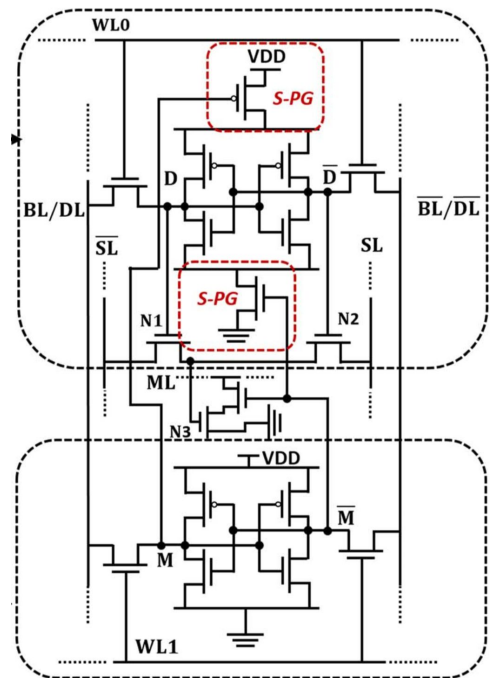 WL0
VDD
S-PG
D
D̅
BL/DL
B̅L̅/D̅L̅
S̅L̅
SL
S-PG
N1
N2
ML
N3
VDD
M
M̅
WL1